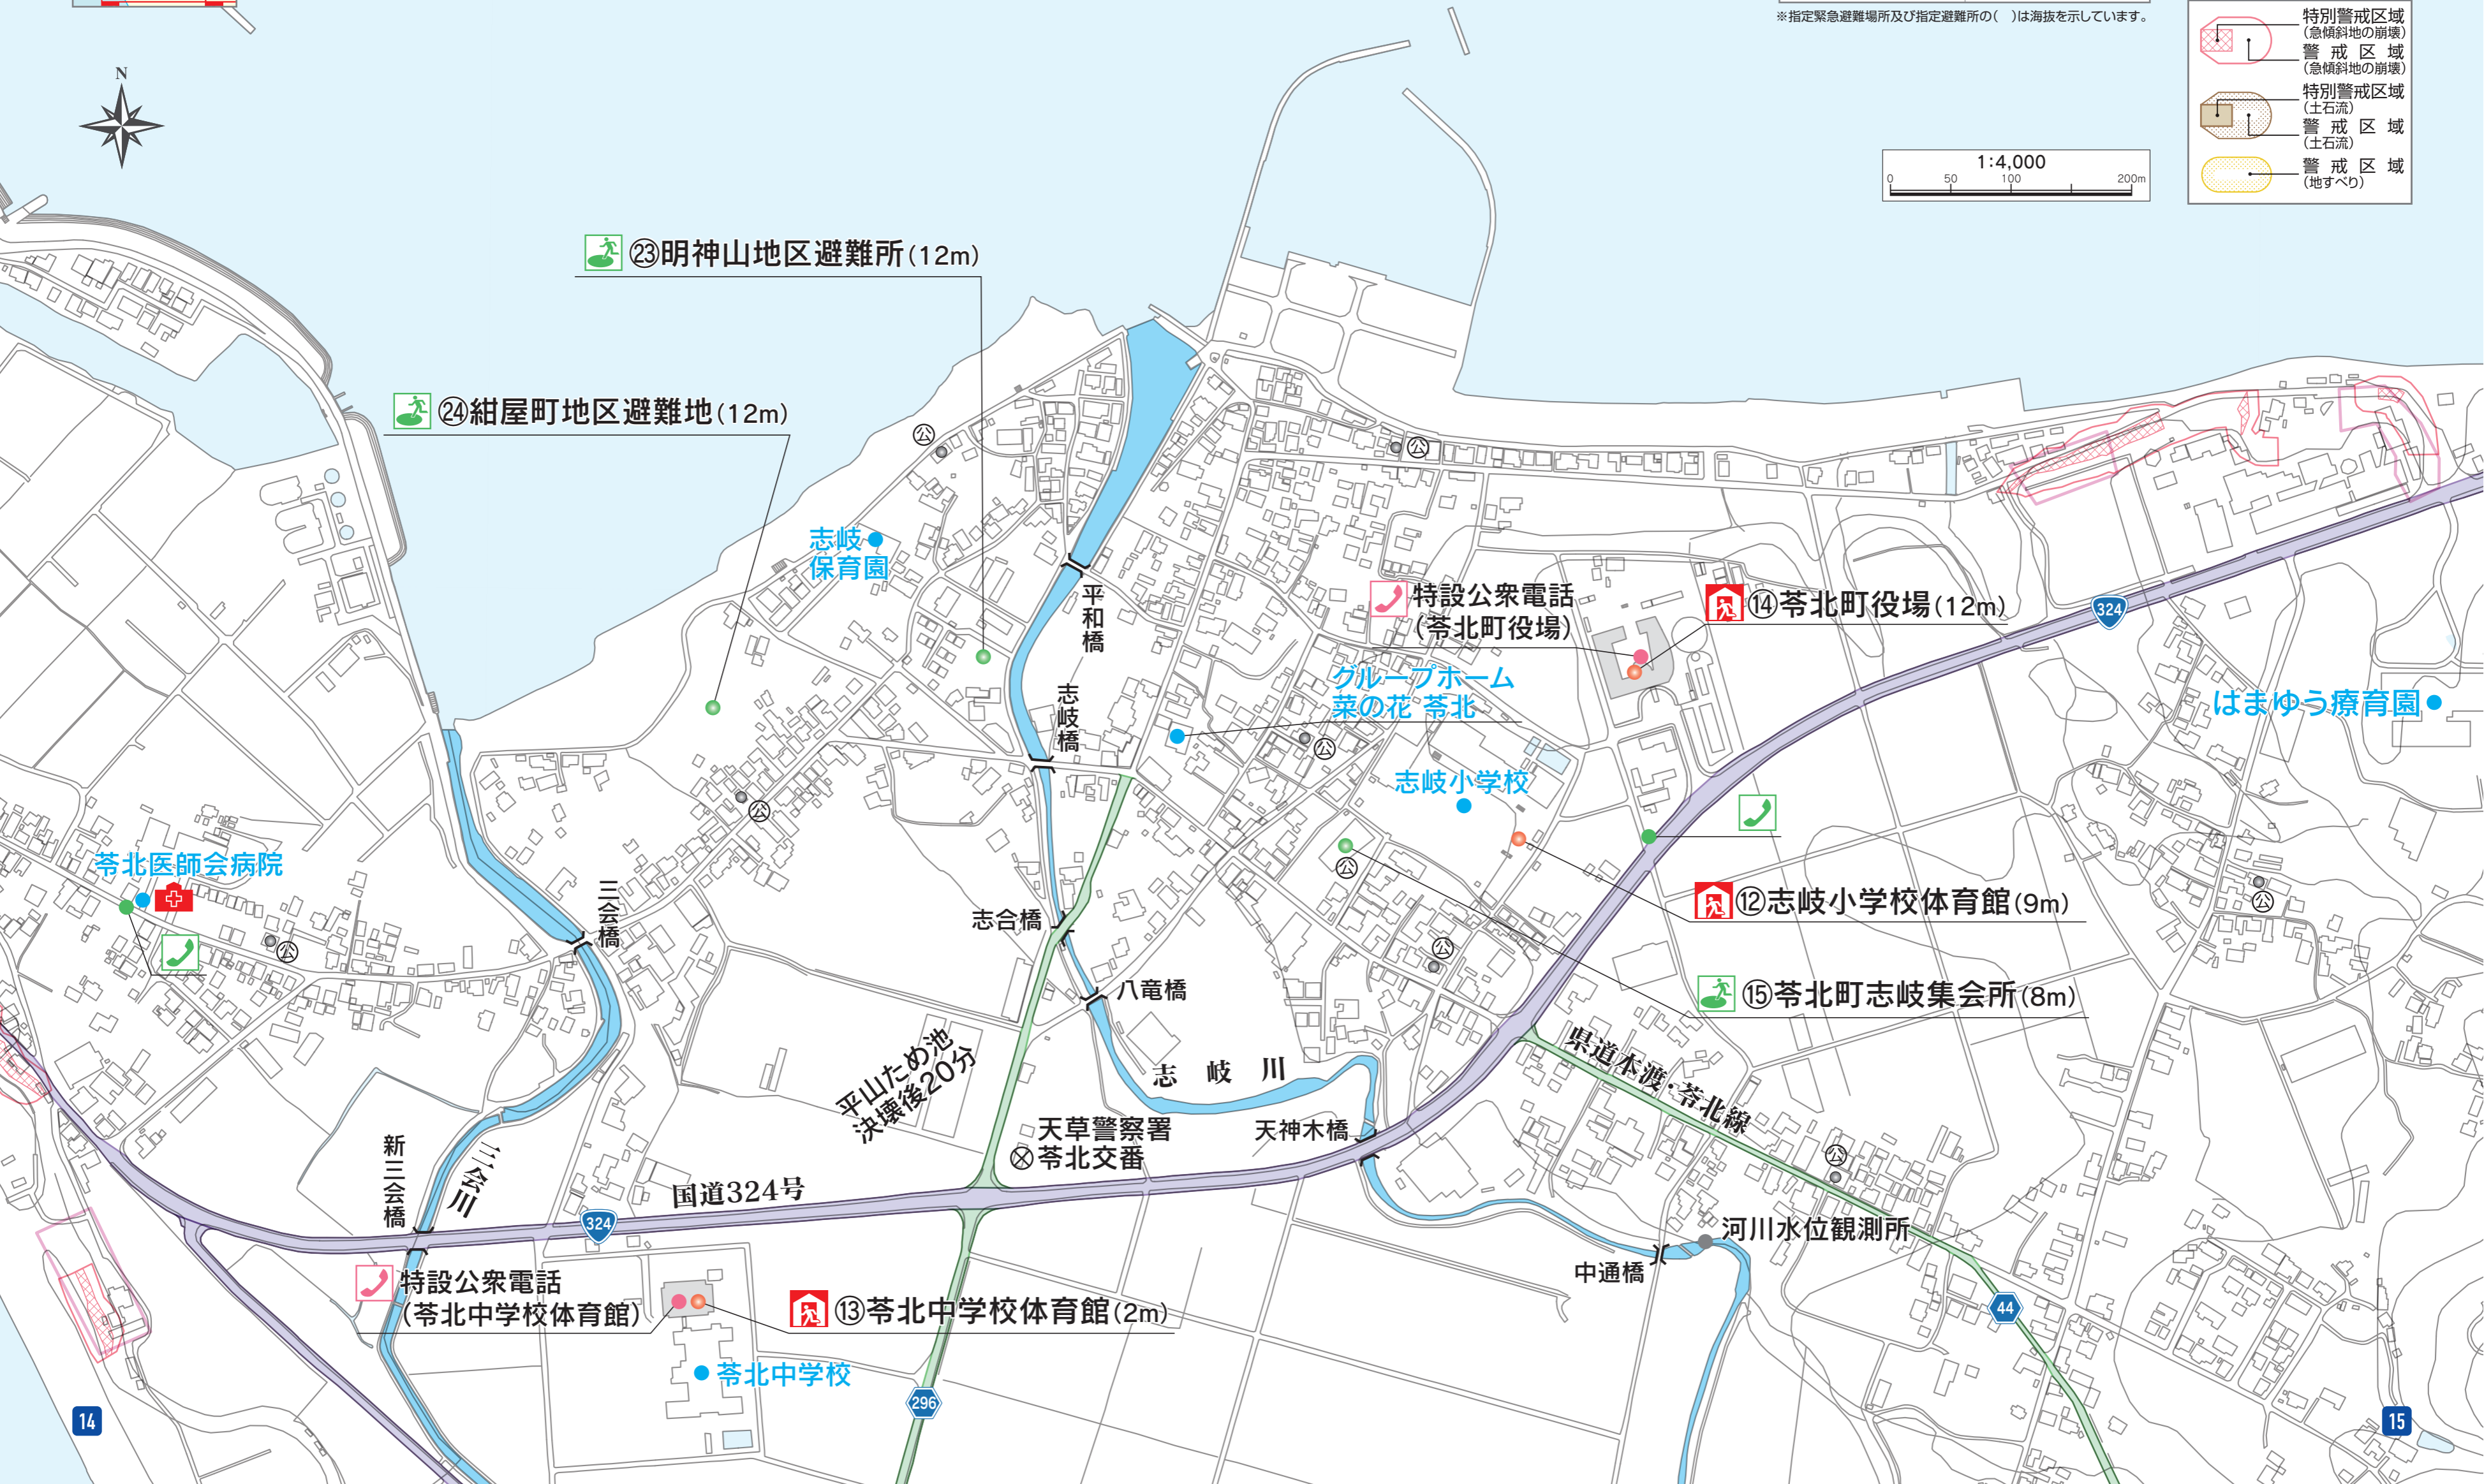 ※指定緊急避難場所及び指定避難所の(　)は海抜を示しています。
特別警戒区域
(急傾斜地の崩壊)
警戒区域
(急傾斜地の崩壊)
特別警戒区域
(土石流)
警戒区域
(土石流)
警戒区域
(地すべり)
N
1:4,000
0 50 100 200m
㉓明神山地区避難所(12m)
㉔紺屋町地区避難地(12m)
公
公
志岐
保育園
平和橋
特設公衆電話
(苓北町役場)
⑭苓北町役場(12m)
324
志岐橋
グループホーム
菜の花 苓北
はまゆう療育園
公
志岐小学校
公
苓北医師会病院
公
三会橋
志合橋
⑫志岐小学校体育館(9m)
公
公
公
八竜橋
⑮苓北町志岐集会所(8m)
平山ため池
決壊後20分
志岐川
県道本渡・苓北線
天草警察署
苓北交番
天神木橋
新三会橋
三会川
公
国道324号
324
河川水位観測所
中通橋
特設公衆電話
(苓北中学校体育館)
⑬苓北中学校体育館(2m)
44
苓北中学校
296
14
15